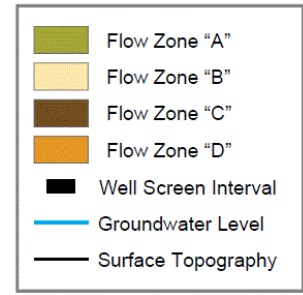 Flow Zone “A”
Flow Zone “B”
Flow Zone “C”
Flow Zone “D”
Well Screen Interval
Groundwater Level
Surface Topography